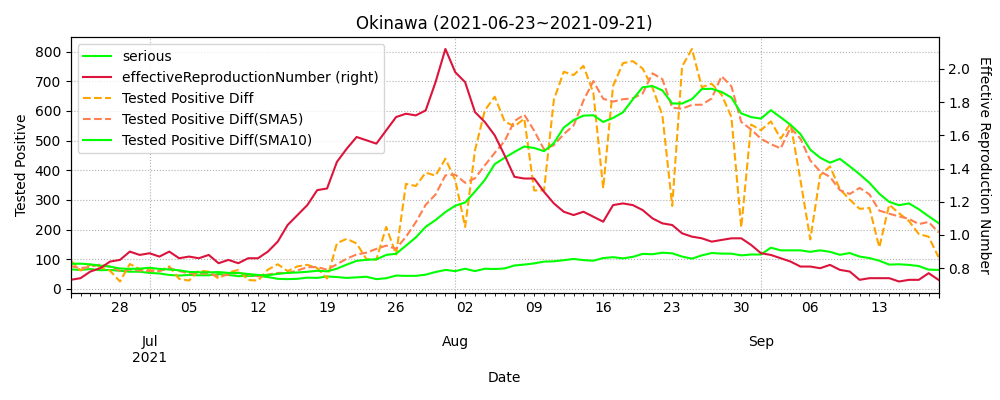 Okinawa (2021-06-23~2021-09-21)
serious
effectiveReproductionNumber (right)
Tested Positive Diff
Tested Positive Diff(SMA5)
Tested Positive Diff(SMA10)
Tested Positive
800
700
600
500
400
300
200
100
0
2.0
1.8
1.6
1.4
1.2
1.0
0.8
Effective Reproduction Number
28 05 12 19 26 02 09 16 23 30 06 13
Jul Aug Sep
2021
Date